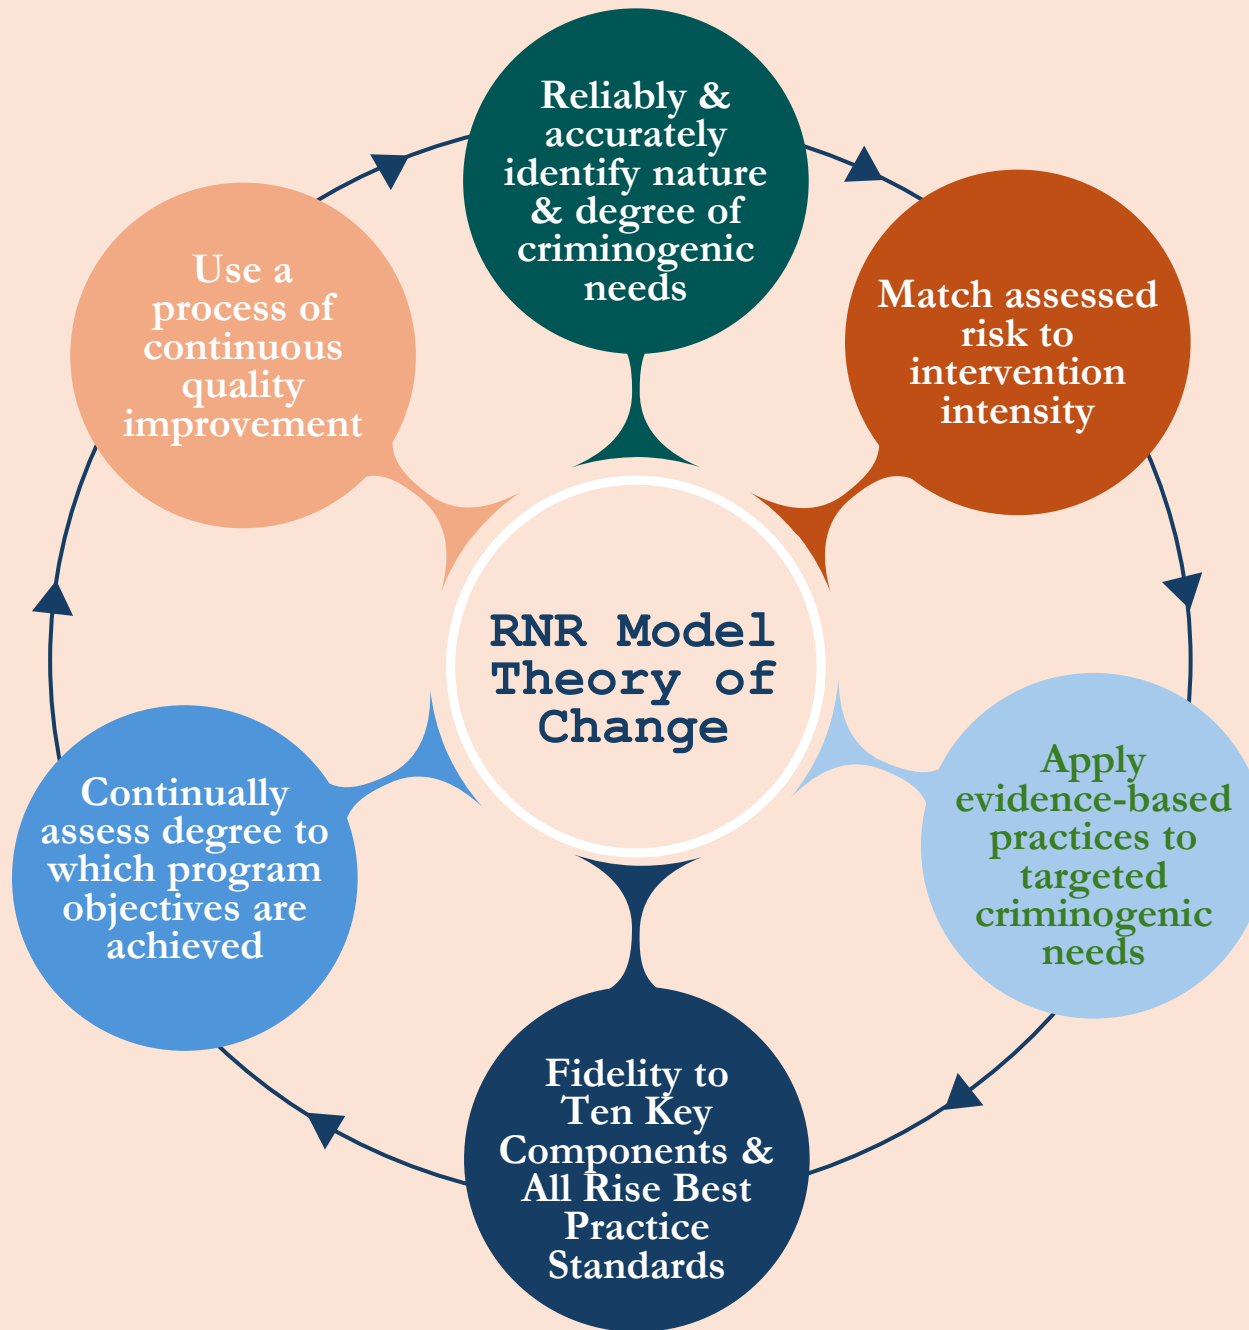 Reliably &
accurately
identify nature
& degree of
criminogenic
needs
Match assessed
risk to
intervention
intensity
Apply
evidence-based
practices to
targeted
criminogenic
needs
Fidelity to
Ten Key
Components &
All Rise Best
Practice
Standards
Continually
assess degree to
which program
objectives are
achieved
Use a
process of
continuous
quality
improvement
RNR Model
Theory of
Change